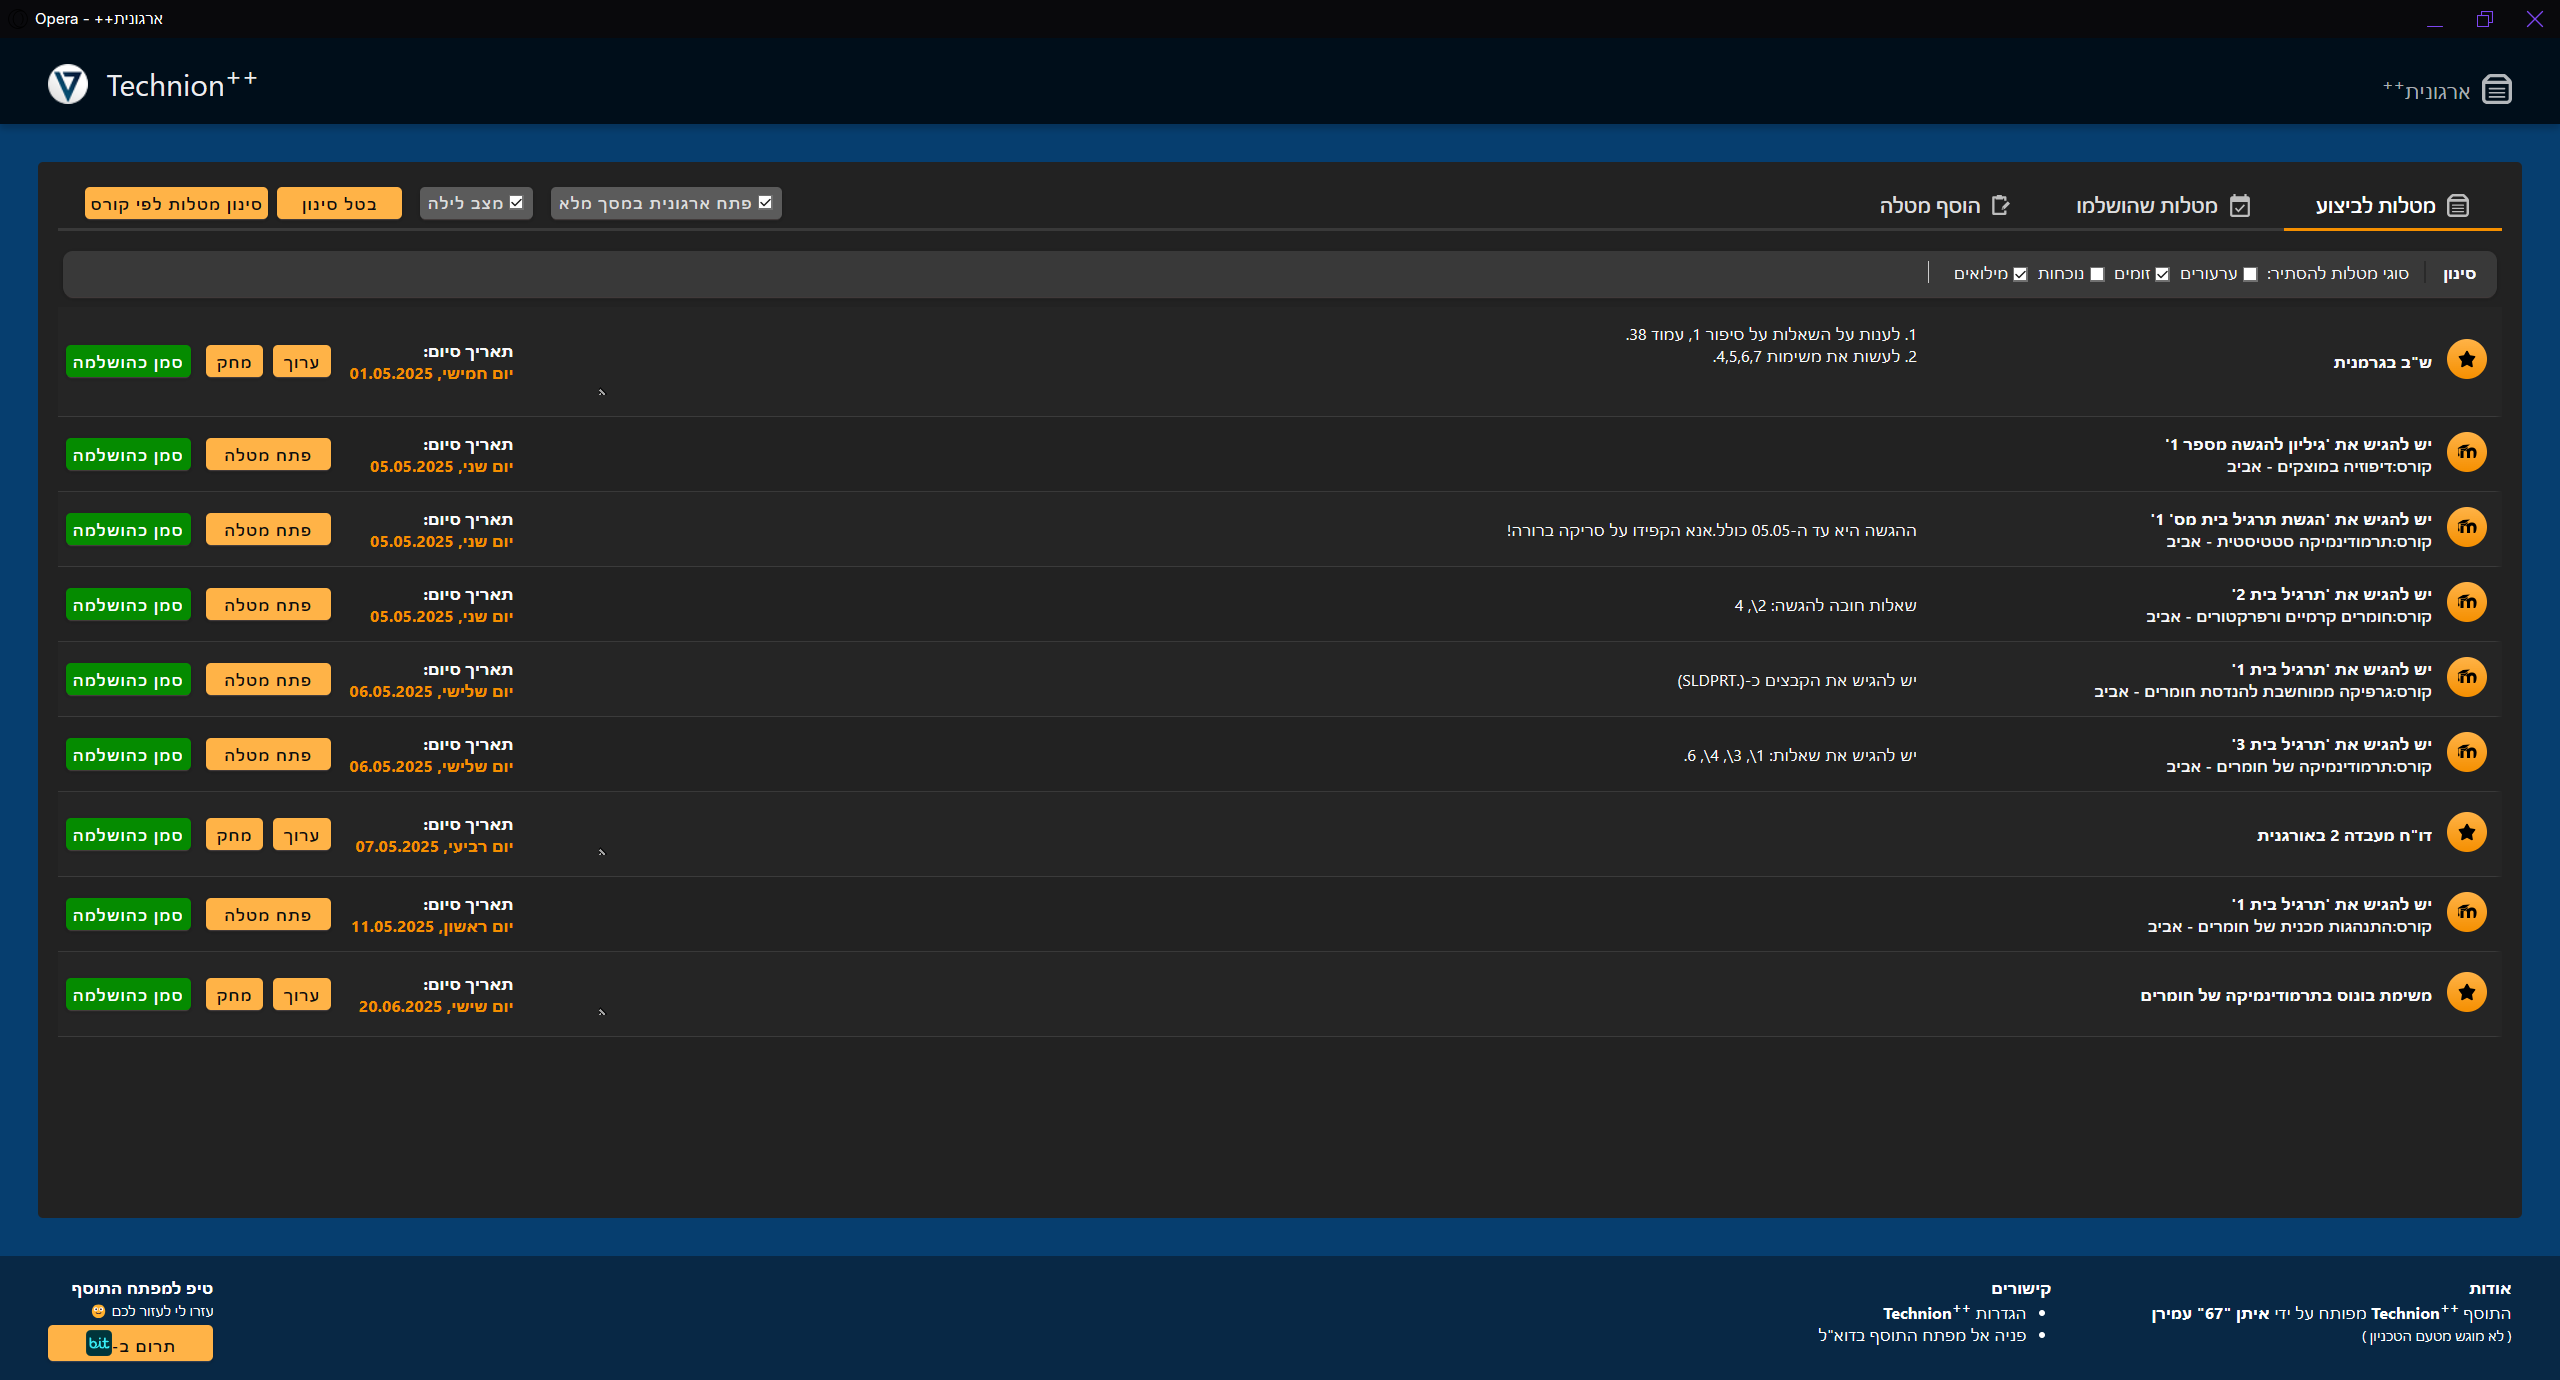 Opera - ++ארגונית
Technion++
ארגונית++
מטלות לביצוע
מטלות שהושלמו
הוסף מטלה
פתח ארגונית במסך מלא
מצב לילה
בטל סינון
סינון מטלות לפי קורס
סינון
סוגי מטלות להסתיר: ערעורים זומים נוכחות מילואים
ש"ב בגרמנית
1. לענות על השאלות על סיפור 1, עמוד 38.
2. לעשות את משימות 4,5,6,7.
תאריך סיום:
יום חמישי, 01.05.2025
ערוך
מחק
סמן כהושלמה
יש להגיש את 'גיליון להגשה מספר 1'
קורס:דיפוזיה במוצקים - אביב
תאריך סיום:
יום שני, 05.05.2025
פתח מטלה
סמן כהושלמה
יש להגיש את 'הגשת תרגיל בית מס' 1'
קורס:תרמודינמיקה סטטיסטית - אביב
ההגשה היא עד ה-05.05 כולל.אנא הקפידו על סריקה ברורה!
תאריך סיום:
יום שני, 05.05.2025
פתח מטלה
סמן כהושלמה
יש להגיש את 'תרגיל בית 2'
קורס:חומרים קרמיים ורפרקטורים - אביב
שאלות חובה להגשה: 2\, 4
תאריך סיום:
יום שני, 05.05.2025
פתח מטלה
סמן כהושלמה
יש להגיש את 'תרגיל בית 1'
קורס:גרפיקה ממוחשבת להנדסת חומרים - אביב
יש להגיש את הקבצים כ-(.SLDPRT)
תאריך סיום:
יום שלישי, 06.05.2025
פתח מטלה
סמן כהושלמה
יש להגיש את 'תרגיל בית 3'
קורס:תרמודינמיקה של חומרים - אביב
יש להגיש את שאלות: 1\, 3\, 4\, 6.
תאריך סיום:
יום שלישי, 06.05.2025
פתח מטלה
סמן כהושלמה
דו"ח מעבדה 2 באורגנית
תאריך סיום:
יום רביעי, 07.05.2025
ערוך
מחק
סמן כהושלמה
יש להגיש את 'תרגיל בית 1'
קורס:התנהגות מכנית של חומרים - אביב
תאריך סיום:
יום ראשון, 11.05.2025
פתח מטלה
סמן כהושלמה
משימת בונוס בתרמודינמיקה של חומרים
תאריך סיום:
יום שישי, 20.06.2025
ערוך
מחק
סמן כהושלמה
אודות
התוסף Technion++ מפותח על ידי איתן "67" עמירן
( לא מוגש מטעם הטכניון )
קישורים
הגדרות Technion++
פניה אל מפתח התוסף בדוא"ל
טיפ למפתח התוסף
עזרו לי לעזור לכם
תרום ב-bit